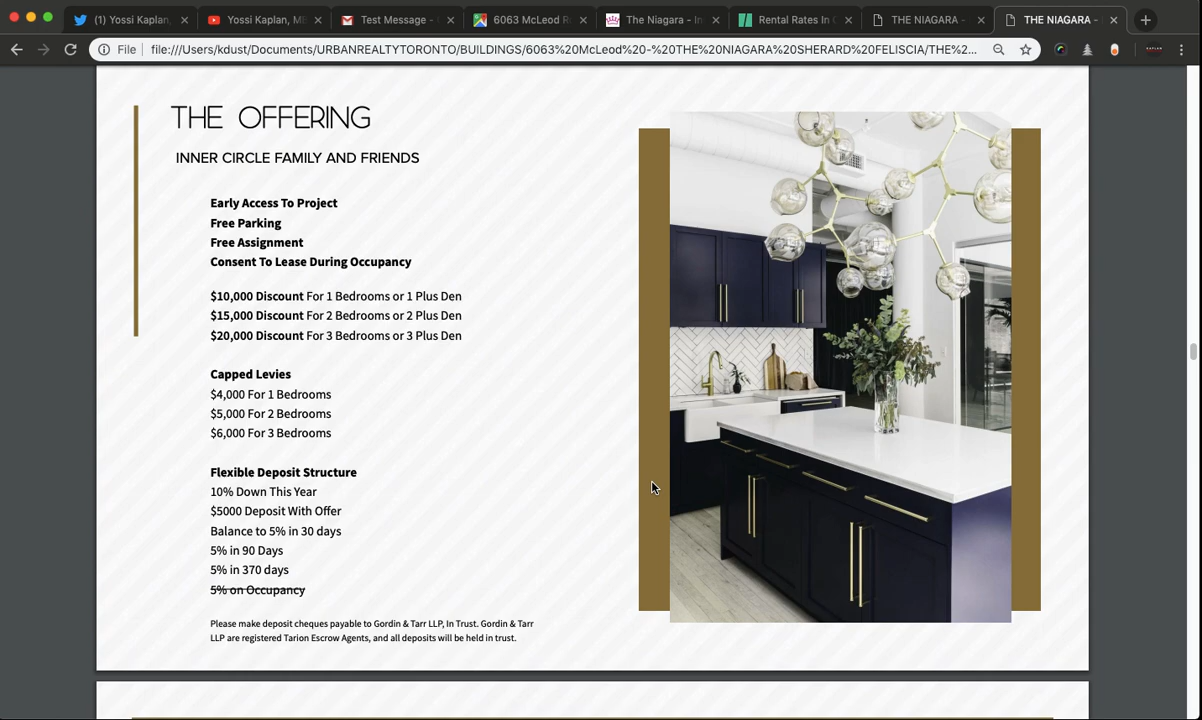 (1) Yossi Kaplan,
Yossi Kaplan, M
Test Message -
6063 McLeod R
The Niagara - In
Rental Rates In
THE NIAGARA -
THE NIAGARA -
File
file:///Users/kdust/Documents/URBANREALTYTORONTO/BUILDINGS/6063%20McLeod%20-%20THE%20NIAGARA%20SHERARD%20FELISCIA/THE%2...
THE OFFERING
INNER CIRCLE FAMILY AND FRIENDS
Early Access To Project
Free Parking
Free Assignment
Consent To Lease During Occupancy
$10,000 Discount For 1 Bedrooms or 1 Plus Den
$15,000 Discount For 2 Bedrooms or 2 Plus Den
$20,000 Discount For 3 Bedrooms or 3 Plus Den
Capped Levies
$4,000 For 1 Bedrooms
$5,000 For 2 Bedrooms
$6,000 For 3 Bedrooms
Flexible Deposit Structure
10% Down This Year
$5000 Deposit With Offer
Balance to 5% in 30 days
5% in 90 Days
5% in 370 days
5% on Occupancy
Please make deposit cheques payable to Gordin & Tarr LLP, In Trust. Gordin & Tarr
LLP are registered Tarion Escrow Agents, and all deposits will be held in trust.